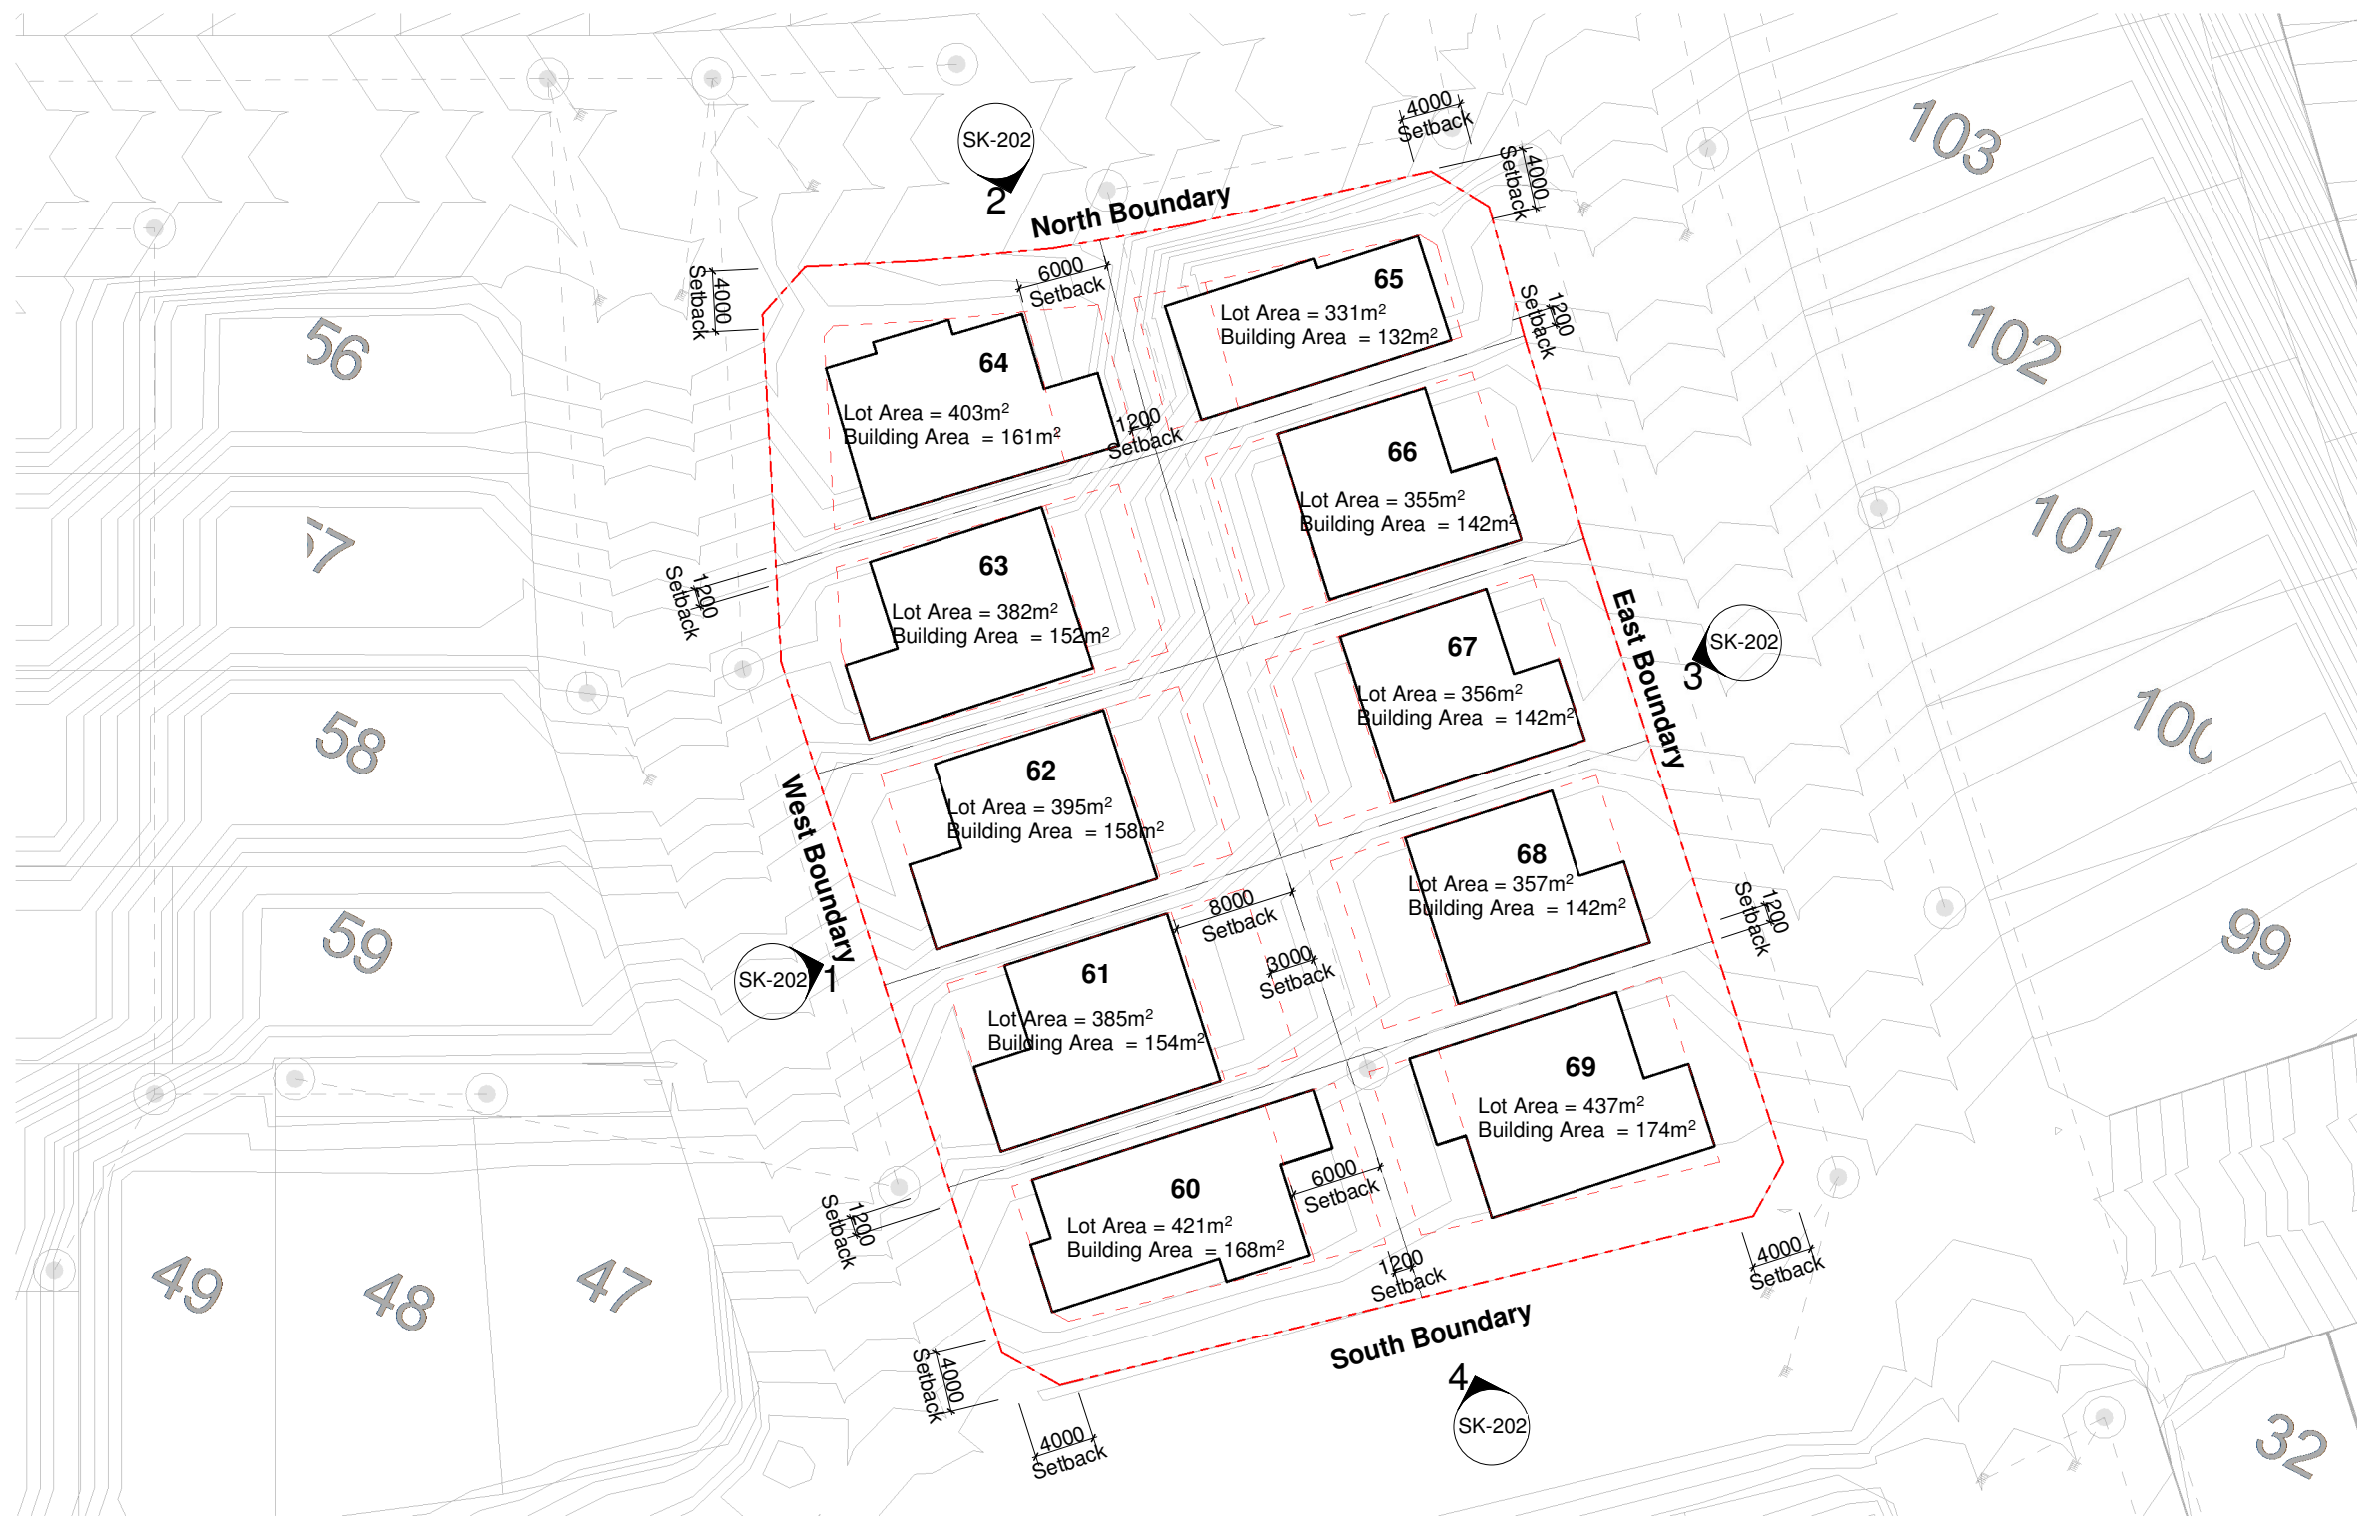 103
4000
Setback
SK-202
2
4000
Setback
North Boundary
6000
Setback
4000
Setback
65
Lot Area = 331m²
Building Area = 132m²
1200
Setback
102
56
64
Lot Area = 403m²
Building Area = 161m²
1200
Setback
66
Lot Area = 355m²
Building Area = 142m²
101
63
Lot Area = 382m²
Building Area = 152m²
1200
Setback
67
Lot Area = 356m²
Building Area = 142m²
East Boundary
SK-202
3
100
58
62
Lot Area = 395m²
Building Area = 158m²
West Boundary
68
Lot Area = 357m²
Building Area = 142m²
8000
Setback
1200
Setback
99
59
SK-202
1
61
Lot Area = 385m²
Building Area = 154m²
3000
Setback
69
Lot Area = 437m²
Building Area = 174m²
60
Lot Area = 421m²
Building Area = 168m²
6000
Setback
1200
Setback
1200
Setback
4000
Setback
49
48
47
South Boundary
4000
Setback
4
SK-202
4000
Setback
32